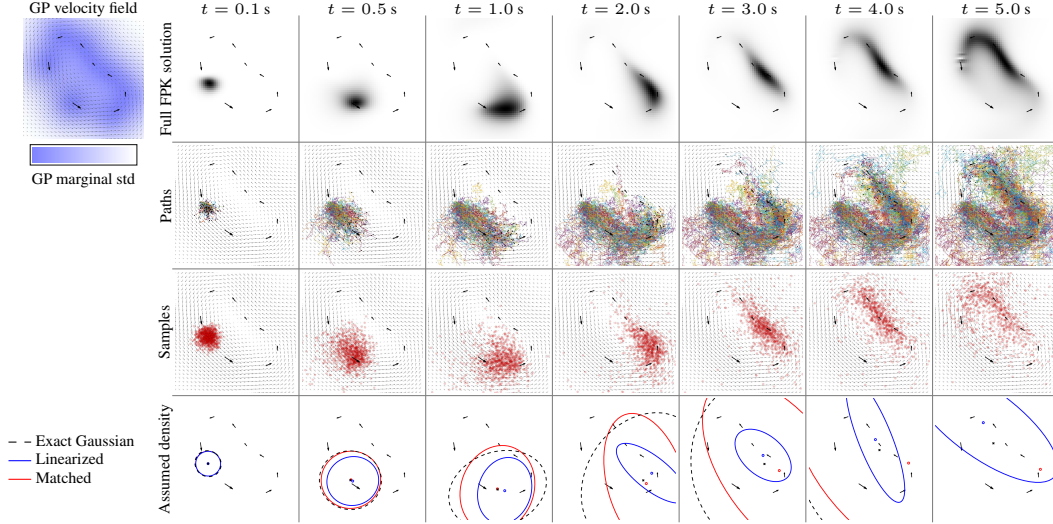 GP velocity field
GP marginal std
t = 0.1 s
t = 0.5 s
t = 1.0 s
t = 2.0 s
t = 3.0 s
t = 4.0 s
t = 5.0 s
Full FPK solution
Paths
Samples
Assumed density
Exact Gaussian
Linearized
Matched